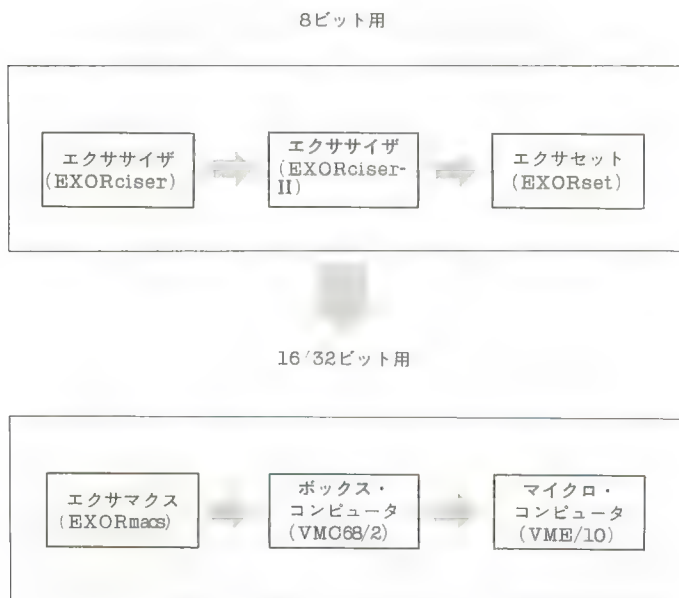 8ビット用
エクササイザ
(EXORciser)
エクササイザ
(EXORciser-
II)
エクサセット
(EXORset)
16/32ビット用
エクサマクス
(EXORmacs)
ボックス・
コンピュータ
(VMC68/2)
マイクロ・
コンピュータ
(VME/10)